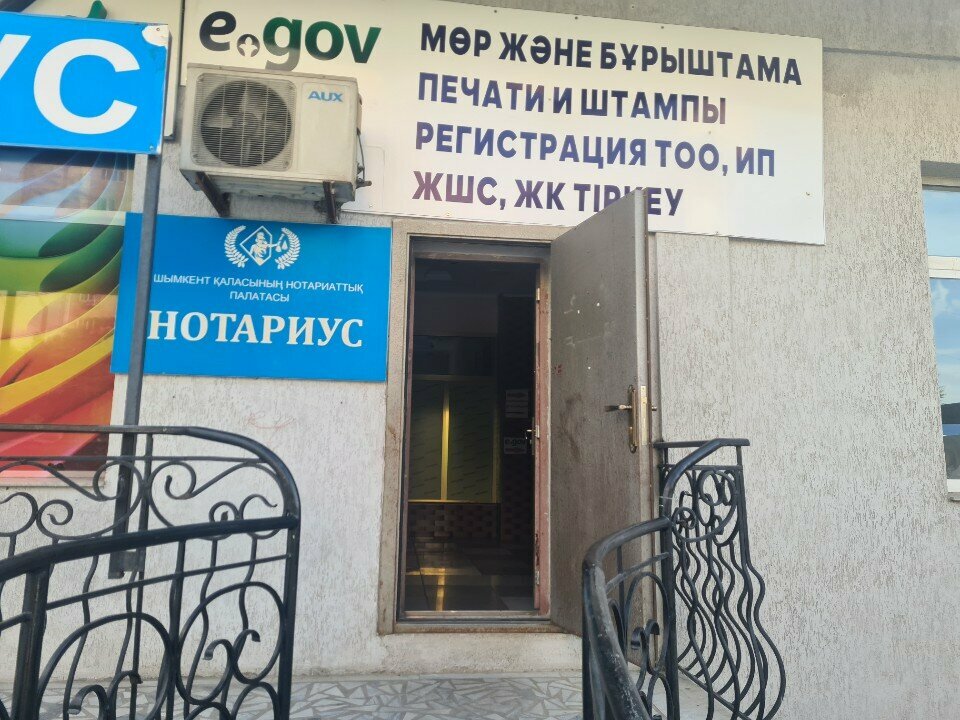 e.gov
МӨР ЖӘНЕ БҰРЫШТАМА
ПЕЧАТИ И ШТАМПЫ
РЕГИСТРАЦИЯ ТОО, ИП
ЖШС, ЖК ТІРКЕУ
УС
AUX
ШЫМКЕНТ ҚАЛАСЫНЫҢ НОТАРИАТТЫҚ
ПАЛАТАСЫ
НОТАРИУС
e.gov